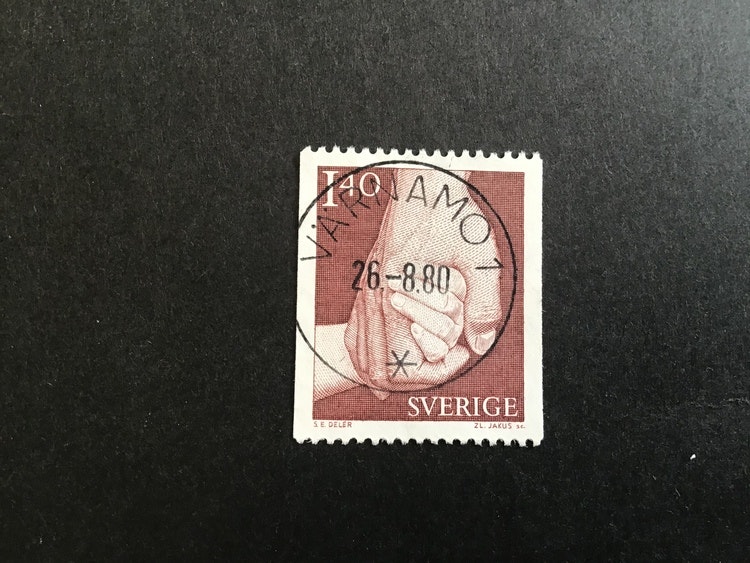 1 40
VÄRNAMO 1
26.-8.80
SVERIGE
S. E. DELÉR
ZL. JAKUS sc.